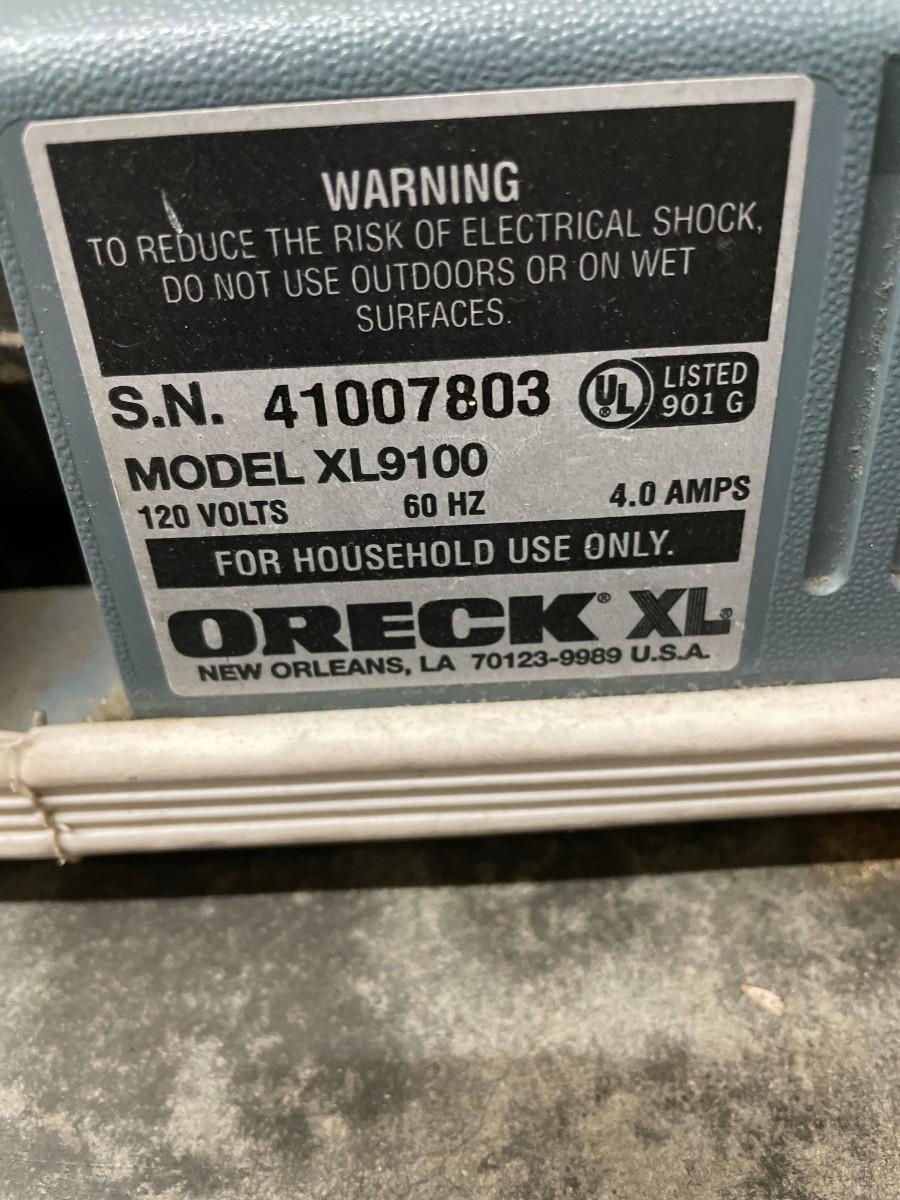 WARNING
TO REDUCE THE RISK OF ELECTRICAL SHOCK,
DO NOT USE OUTDOORS OR ON WET
SURFACES.
S.N. 41007803 UL® LISTED
901 G
MODEL XL9100
120 VOLTS 60 HZ 4.0 AMPS
FOR HOUSEHOLD USE ONLY.
ORECK® XL®
NEW ORLEANS, LA 70123-9989 U.S.A.